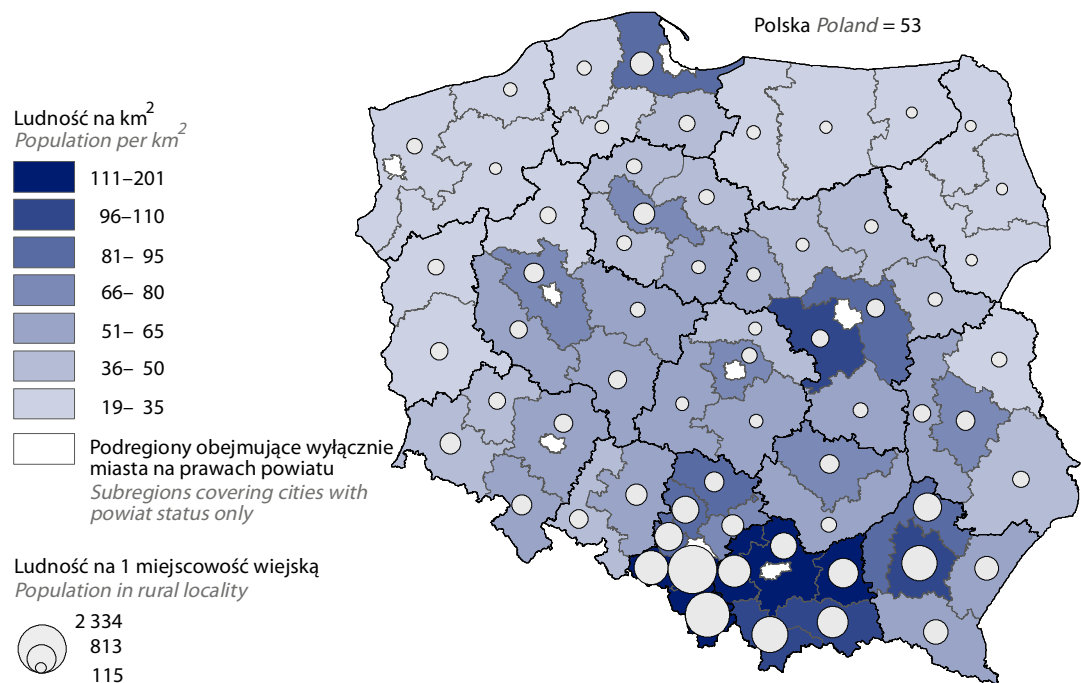 Polska Poland = 53
Ludność na km2
Population per km2
111–201
96–110
81– 95
66– 80
51– 65
36– 50
19– 35
Podregiony obejmujące wyłącznie
miasta na prawach powiatu
Subregions covering cities with
powiat status only
Ludność na 1 miejscowość wiejską
Population in rural locality
2 334
813
115